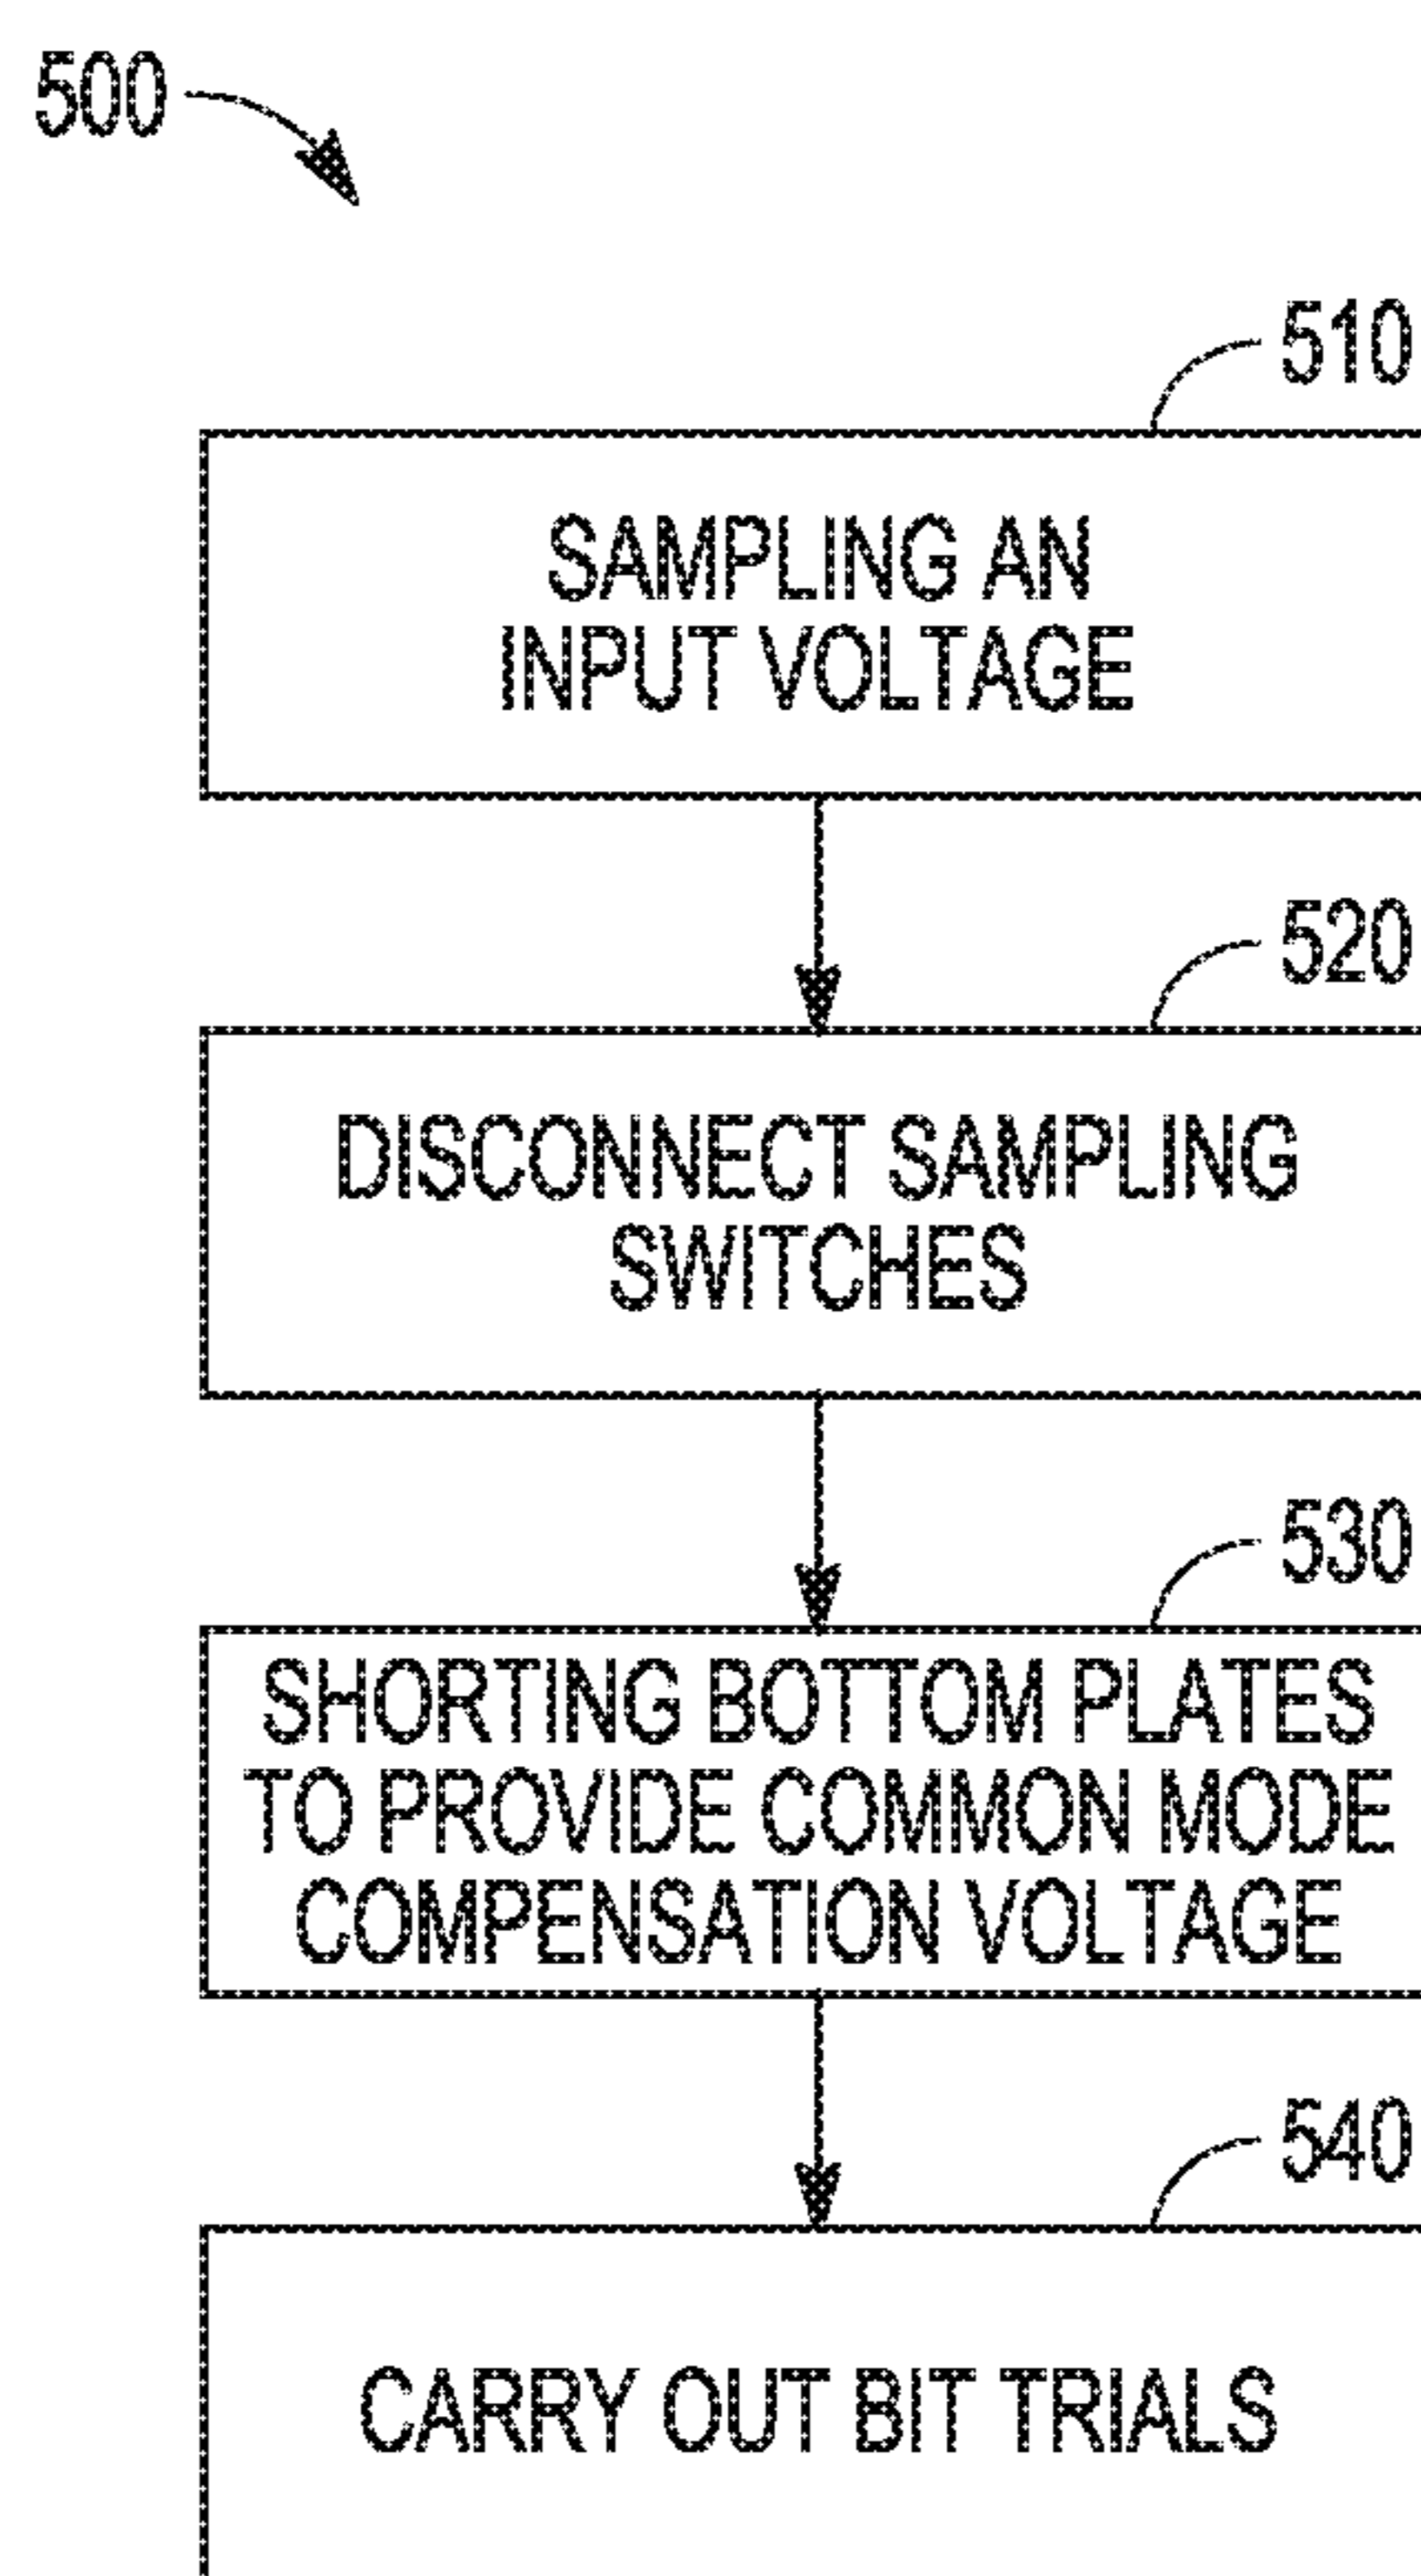 500
510
SAMPLING AN
INPUT VOLTAGE
520
DISCONNECT SAMPLING
SWITCHES
530
SHORTING BOTTOM PLATES
TO PROVIDE COMMON MODE
COMPENSATION VOLTAGE
540
CARRY OUT BIT TRIALS